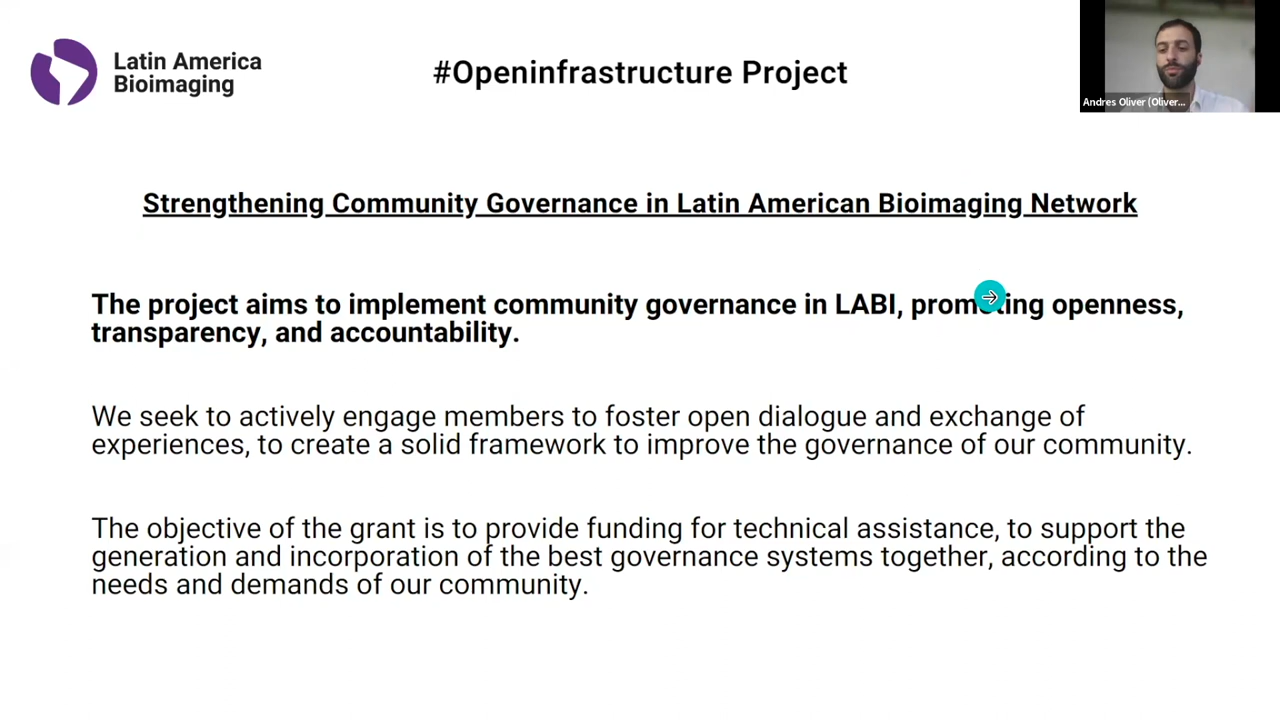 Latin America
Bioimaging
#Openinfrastructure Project
Andres Oliver (Oliver...
Strengthening Community Governance in Latin American Bioimaging Network
The project aims to implement community governance in LABI, promoting openness,
transparency, and accountability.
We seek to actively engage members to foster open dialogue and exchange of
experiences, to create a solid framework to improve the governance of our community.
The objective of the grant is to provide funding for technical assistance, to support the
generation and incorporation of the best governance systems together, according to the
needs and demands of our community.